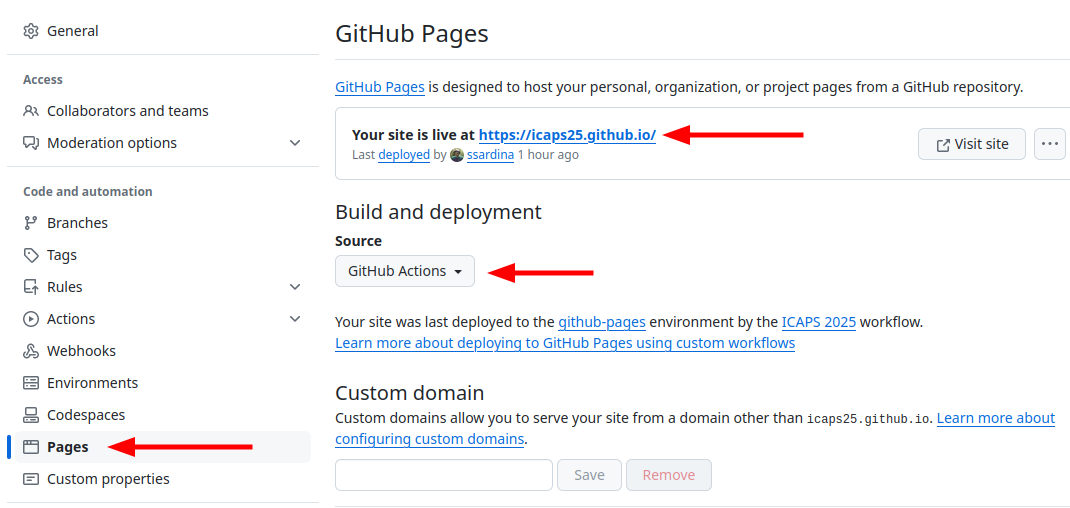 General
Access
Collaborators and teams
Moderation options
Code and automation
Branches
Tags
Rules
Actions
Webhooks
Environments
Codespaces
Pages
Custom properties
GitHub Pages
GitHub Pages is designed to host your personal, organization, or project pages from a GitHub repository.
Your site is live at https://icaps25.github.io/
Last deployed by ssardina 1 hour ago
Visit site
Build and deployment
Source
GitHub Actions
Your site was last deployed to the github-pages environment by the ICAPS 2025 workflow.
Learn more about deploying to GitHub Pages using custom workflows
Custom domain
Custom domains allow you to serve your site from a domain other than icaps25.github.io. Learn more about
configuring custom domains.
Save
Remove